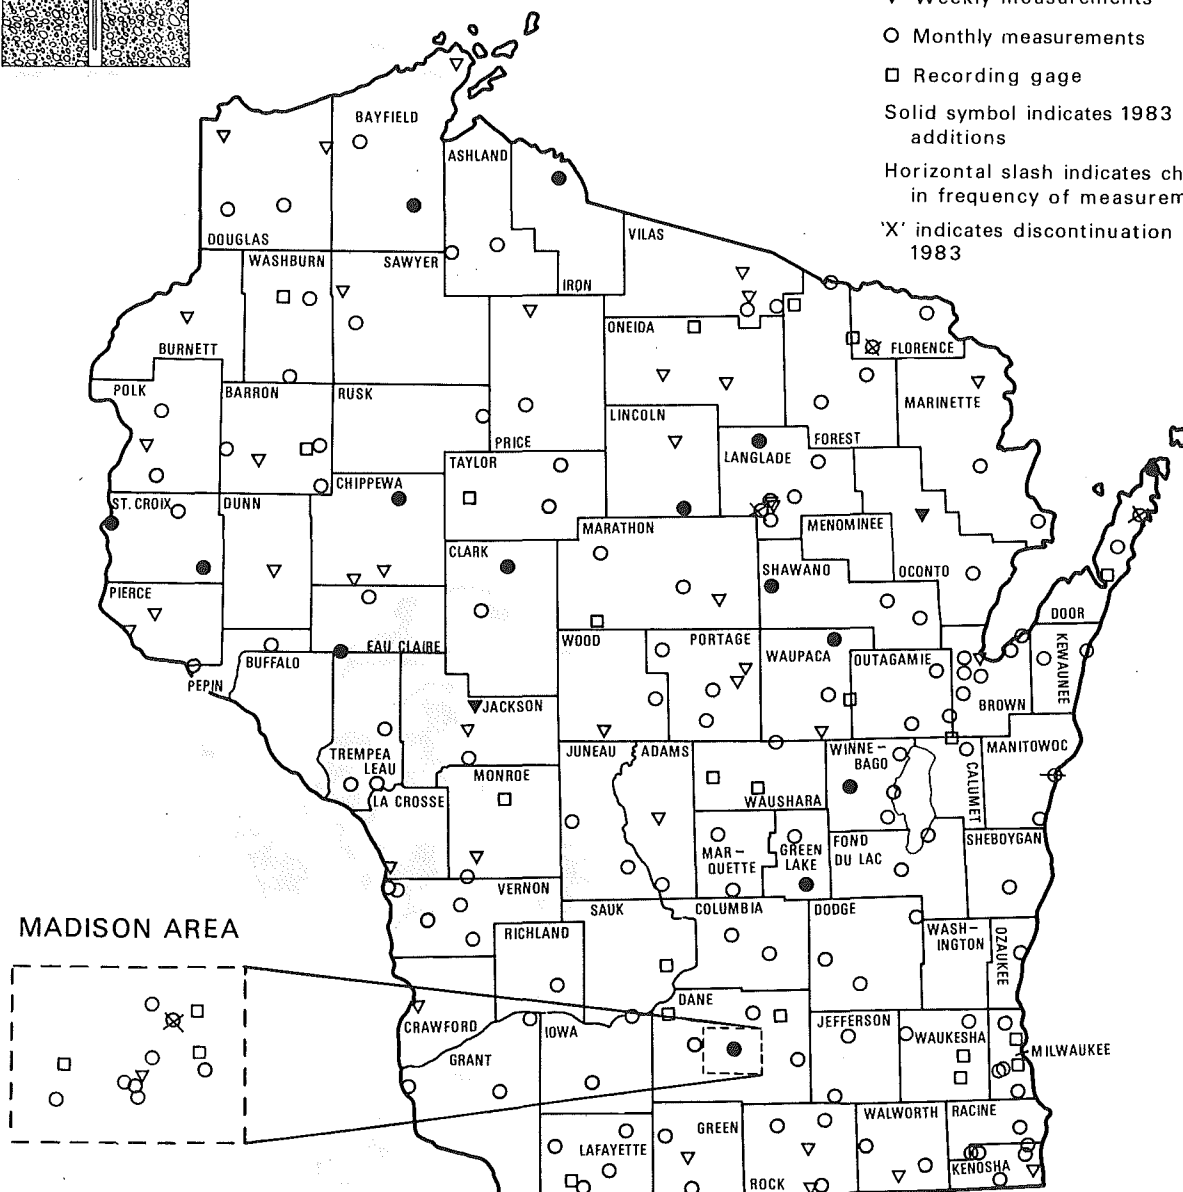 Weekly measurements
Monthly measurements
Recording gage
Solid symbol indicates 1983
additions
Horizontal slash indicates ch
in frequency of measurem
'X' indicates discontinuation
1983
BAYFIELD
ASHLAND
VILAS
DOUGLAS
WASHBURN
SAWYER
IRON
ONEIDA
BURNETT
FLORENCE
POLK
BARRON
RUSK
MARINETTE
LINCOLN
PRICE
FOREST
TAYLOR
LANGLADE
CHIPPEWA
ST. CROIX
DUNN
MARATHON
MENOMINEE
CLARK
SHAWANO
OCONTO
PIERCE
DOOR
WOOD
PORTAGE
EAU CLAIRE
WAUPACA
OUTAGAMIE
KEWAUNEE
BUFFALO
PEPIN
BROWN
JACKSON
TREMPEA
LEAU
JUNEAU
ADAMS
WINNE-
BAGO
MANITOWOC
CALUMET
MONROE
LA CROSSE
WAUSHARA
MAR-
QUETTE
GREEN
LAKE
FOND
DU LAC
SHEBOYGAN
VERNON
SAUK
COLUMBIA
DODGE
MADISON AREA
RICHLAND
WASH-
INGTON
OZAUKEE
DANE
CRAWFORD
IOWA
JEFFERSON
WAUKESHA
MILWAUKEE
GRANT
WALWORTH
RACINE
GREEN
LAFAYETTE
KENOSHA
ROCK